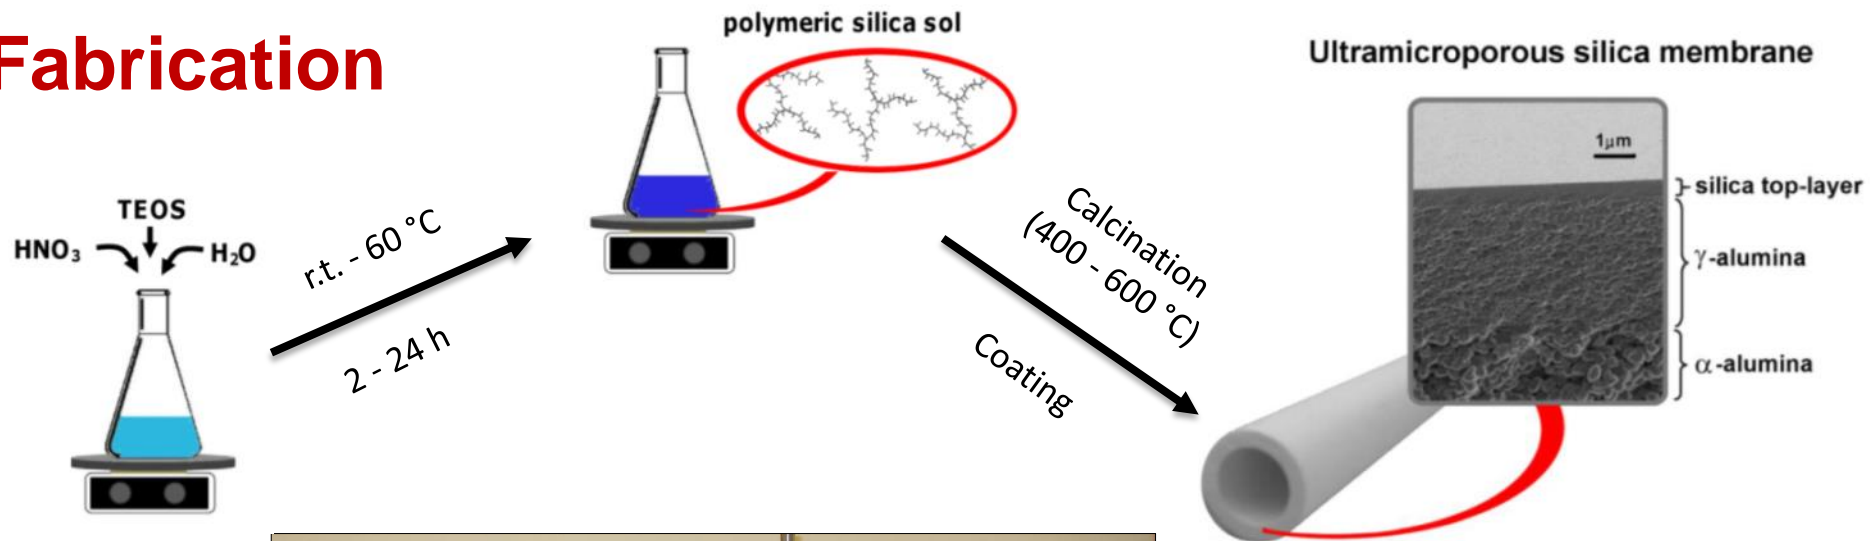 Fabrication
TEOS
HNO₃
H₂O
r.t. - 60 °C
2 - 24 h
polymeric silica sol
Calcination
(400 - 600 °C)
Coating
Ultramicroporous silica membrane
1µm
silica top-layer
γ-alumina
α-alumina